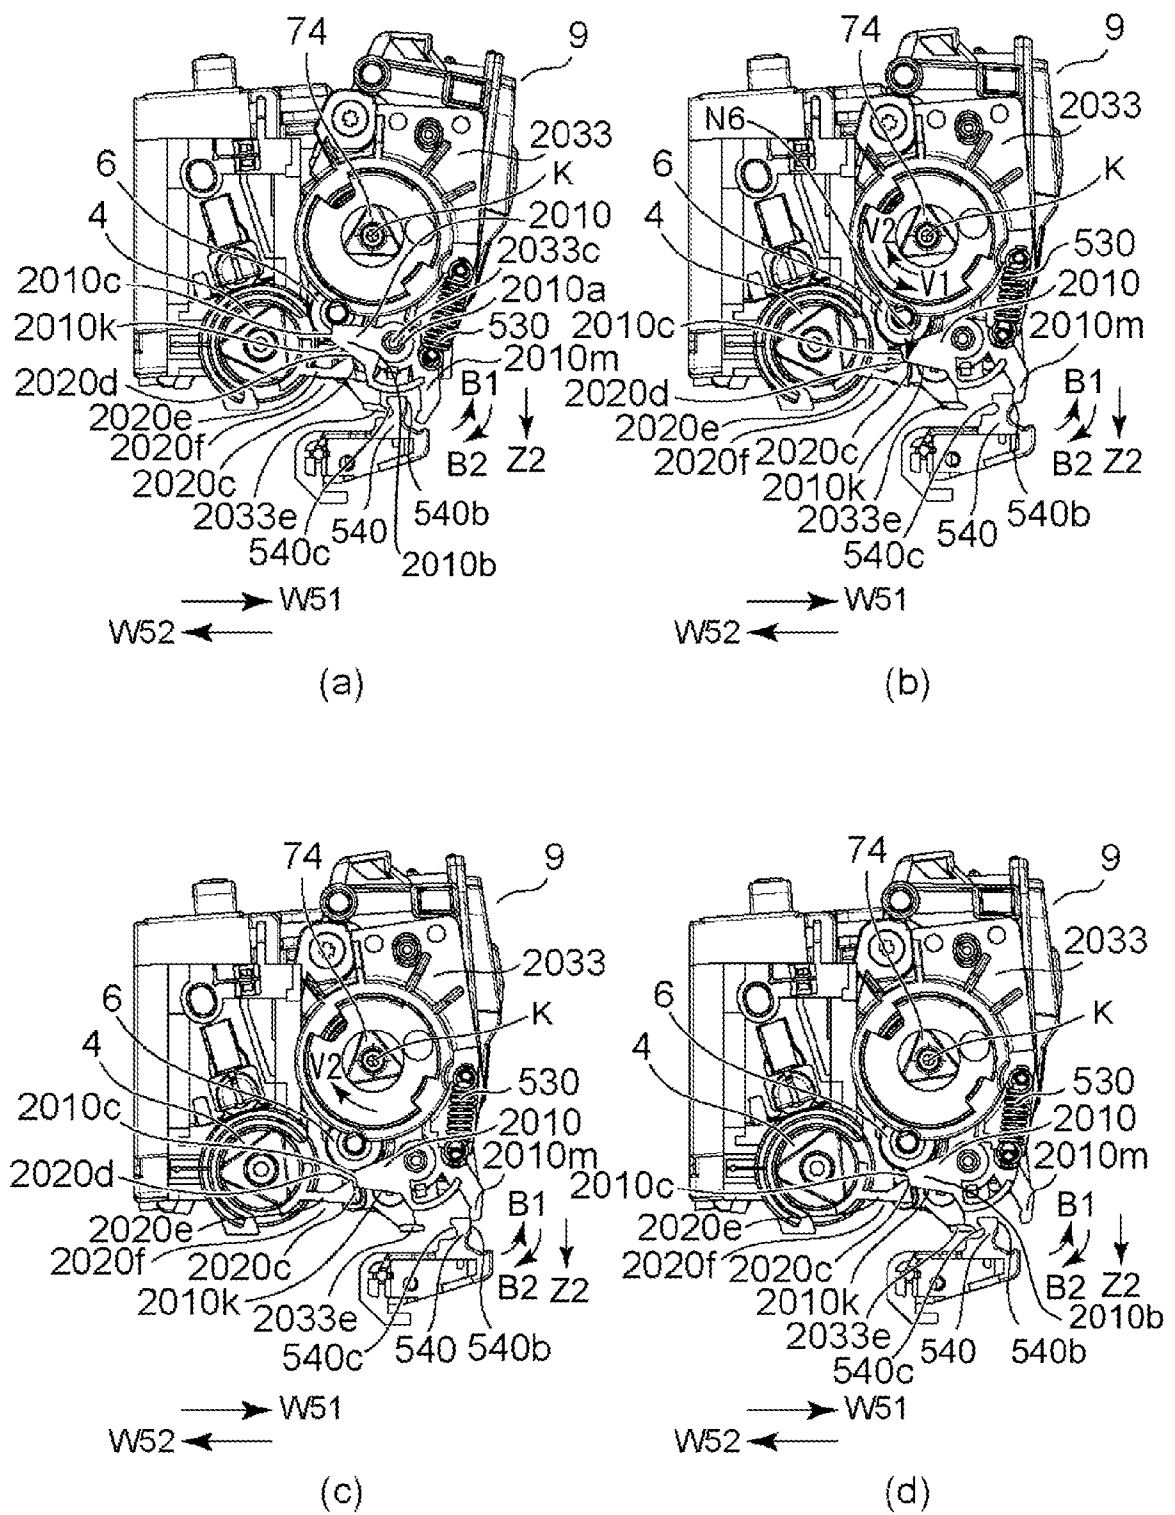 74
9
2033
K
6
2010
4
2033c
2010c
2010a
2010k
530
2010m
2020d
B1
2020e
2020f
B2
Z2
2020c
2033e
540b
540
540c
2010b
W51
W52
(a)
74
9
N6
2033
6
K
4
V2
530
V1
2010
2010c
2010m
2020d
B1
2020e
2020f
2020c
B2
Z2
2010k
2033e
540b
540
540c
W51
W52
(b)
74
9
2033
6
K
4
V2
530
2010c
2010
2010m
2020d
B1
2020e
2020f
2020c
B2
Z2
2010k
2033e
540c
540
540b
W51
W52
(c)
74
9
2033
6
K
4
530
2010
2010m
2010c
B1
2020e
2020f
2020c
B2
Z2
2010k
2010b
2033e
540
540b
540c
W51
W52
(d)